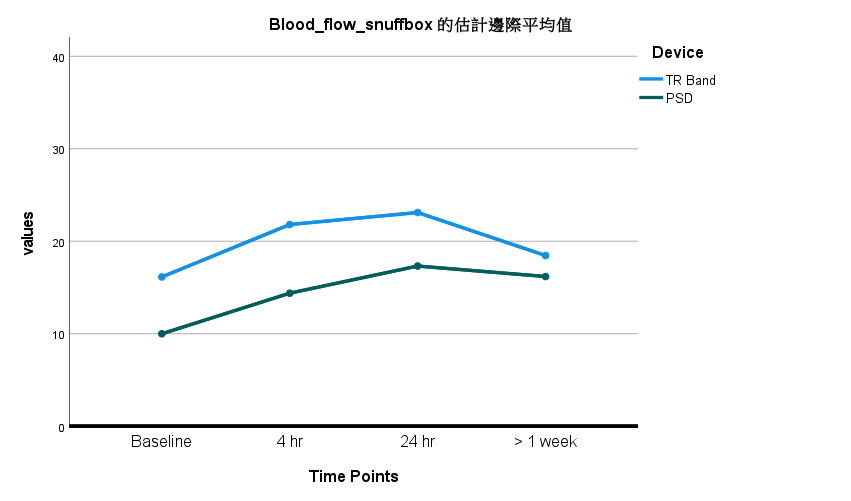 Blood_flow_snuffbox 的估計邊際平均值
Device
TR Band
PSD
values
40
30
20
10
0
Baseline
4 hr
24 hr
> 1 week
Time Points